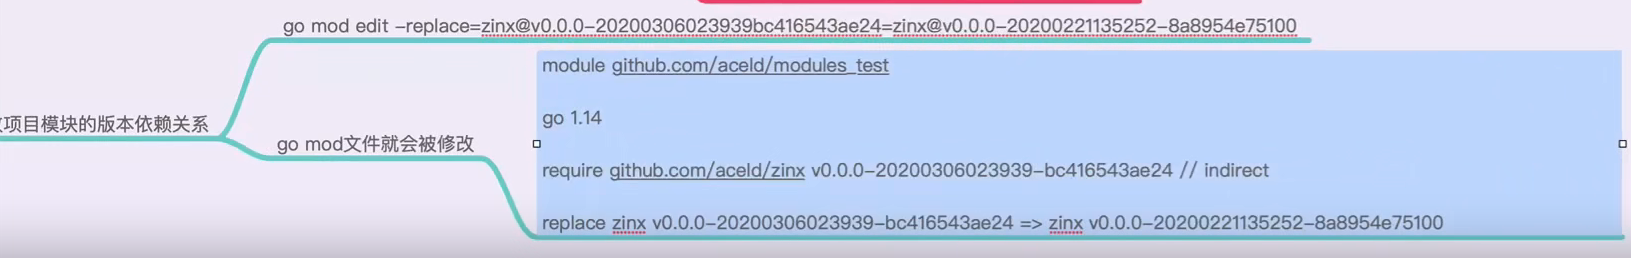 go mod edit -replace=zinx@v0.0.0-20200306023939bc416543ae24=zinx@v0.0.0-20200221135252-8a8954e75100
module github.com/aceld/modules_test
go 1.14
项目模块的版本依赖关系
go mod文件就会被修改
require github.com/aceld/zinx v0.0.0-20200306023939-bc416543ae24 // indirect
replace zinx v0.0.0-20200306023939-bc416543ae24 => zinx v0.0.0-20200221135252-8a8954e75100